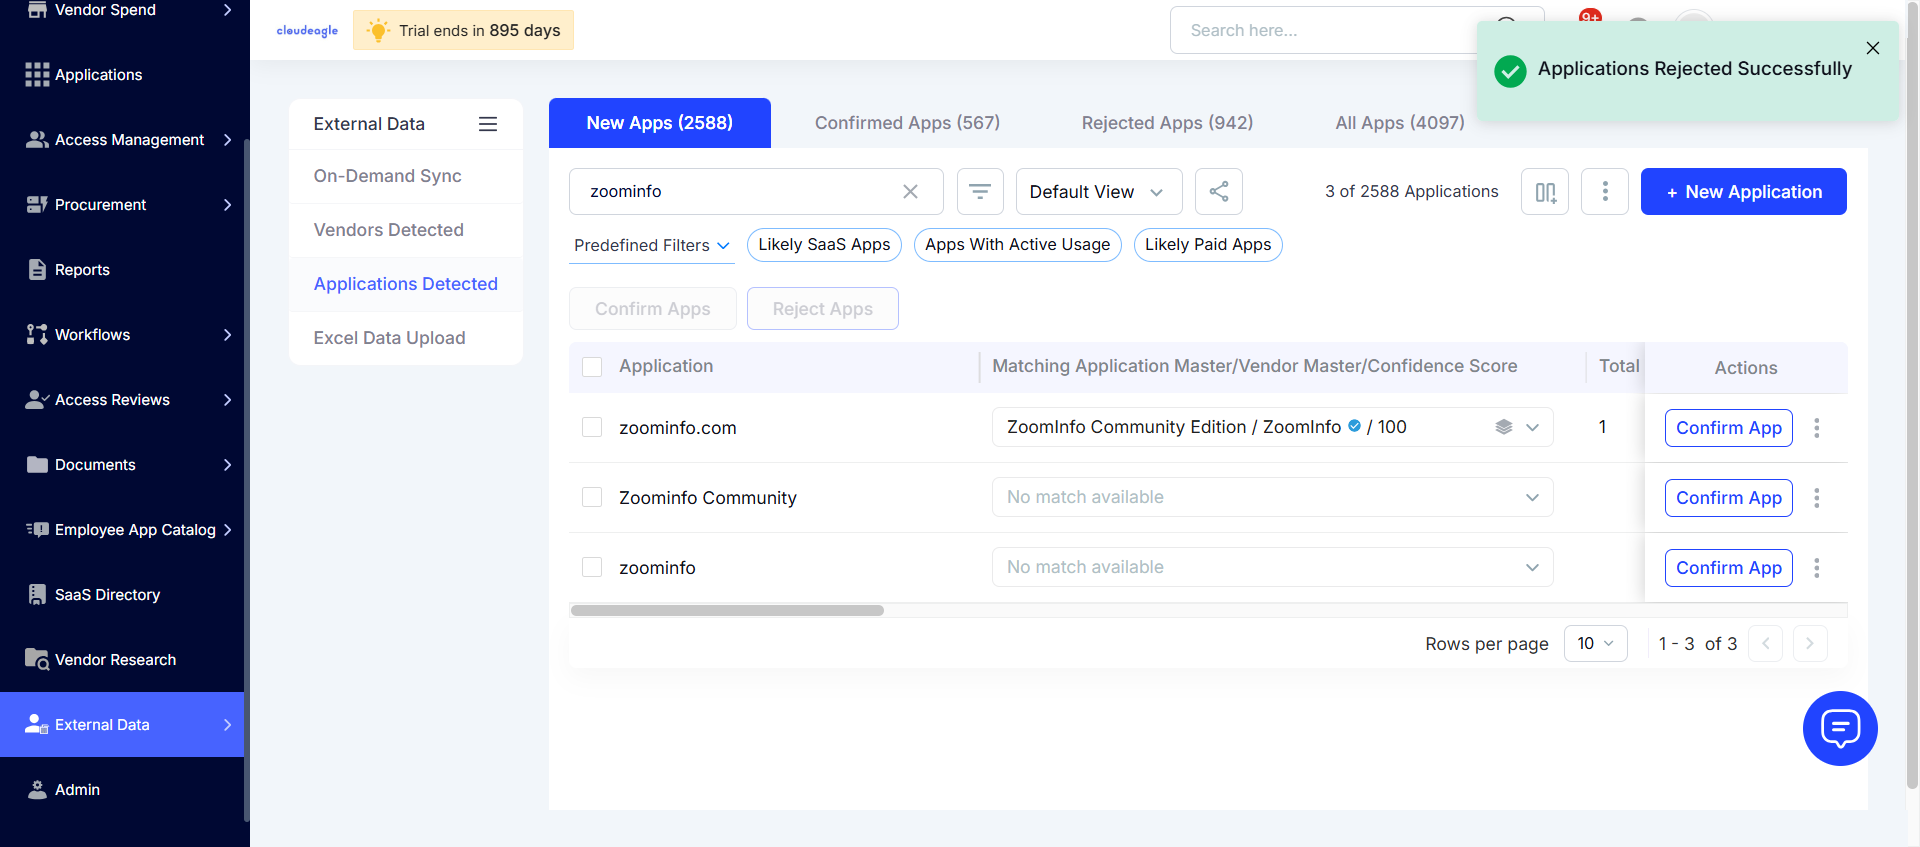 Vendor Spend
Applications
Access Management
Procurement
Reports
Workflows
Access Reviews
Documents
Employee App Catalog
SaaS Directory
Vendor Research
External Data
Admin
cloudeagle
Trial ends in 895 days
Search here...
9+
Applications Rejected Successfully
External Data
On-Demand Sync
Vendors Detected
Applications Detected
Excel Data Upload
New Apps (2588)
Confirmed Apps (567)
Rejected Apps (942)
All Apps (4097)
zoominfo
Default View
3 of 2588 Applications
+ New Application
Predefined Filters
Likely SaaS Apps
Apps With Active Usage
Likely Paid Apps
Confirm Apps
Reject Apps
Application
Matching Application Master/Vendor Master/Confidence Score
Total
Actions
zoominfo.com
ZoomInfo Community Edition / ZoomInfo / 100
1
Confirm App
Zoominfo Community
No match available
Confirm App
zoominfo
No match available
Confirm App
Rows per page
10
1 - 3 of 3